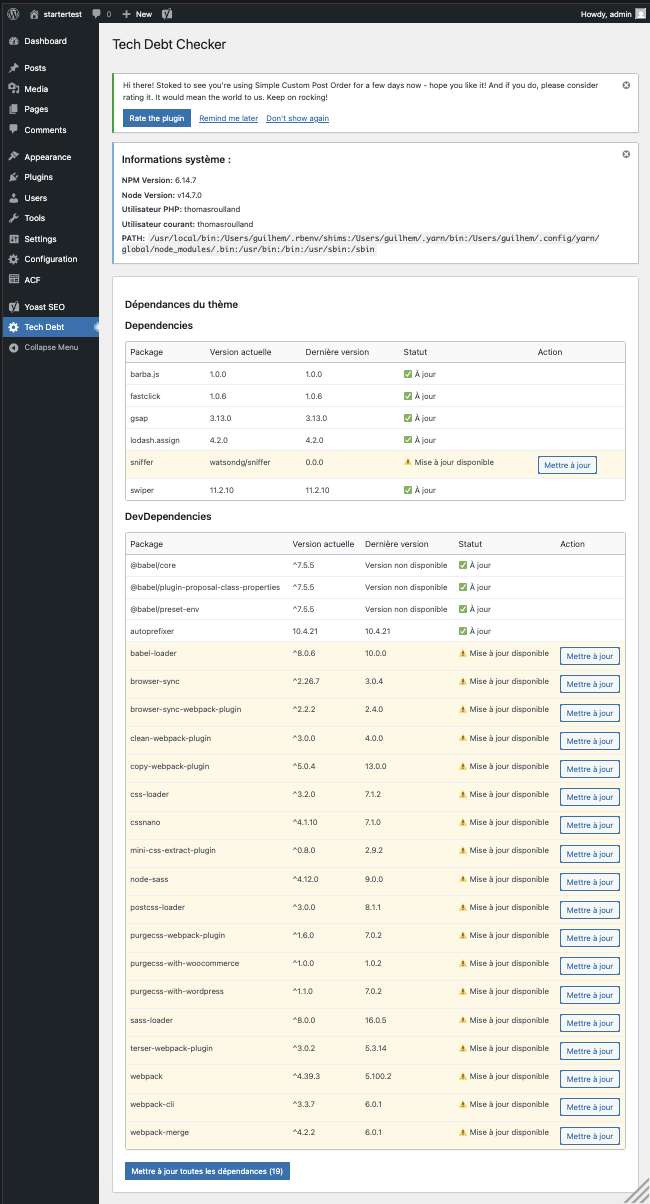 startertest 0 + New Howdy, admin
Dashboard
Posts
Media
Pages
Comments
Appearance
Plugins
Users
Tools
Settings
Configuration
ACF
Yoast SEO
Tech Debt
Collapse Menu
Tech Debt Checker
Hi there! Stoked to see you're using Simple Custom Post Order for a few days now - hope you like it! And if you do, please consider
rating it. It would mean the world to us. Keep on rocking!
Rate the plugin Remind me later Don't show again
Informations système :
NPM Version: 6.14.7
Node Version: v14.7.0
Utilisateur PHP: thomasroulland
Utilisateur courant: thomasroulland
PATH: /usr/local/bin:/Users/guilhem/.rbenv/shims:/Users/guilhem/.yarn/bin:/Users/guilhem/.config/yarn/
global/node_modules/.bin:/usr/bin:/bin:/usr/sbin:/sbin
Dépendances du thème
Dependencies
Package Version actuelle Dernière version Statut Action
barba.js 1.0.0 1.0.0 ✅ À jour
fastclick 1.0.6 1.0.6 ✅ À jour
gsap 3.13.0 3.13.0 ✅ À jour
lodash.assign 4.2.0 4.2.0 ✅ À jour
sniffer watsondg/sniffer 0.0.0 ⚠️ Mise à jour disponible Mettre à jour
swiper 11.2.10 11.2.10 ✅ À jour
DevDependencies
Package Version actuelle Dernière version Statut Action
@babel/core ^7.5.5 Version non disponible ✅ À jour
@babel/plugin-proposal-class-properties ^7.5.5 Version non disponible ✅ À jour
@babel/preset-env ^7.5.5 Version non disponible ✅ À jour
autoprefixer 10.4.21 10.4.21 ✅ À jour
babel-loader ^8.0.6 10.0.0 ⚠️ Mise à jour disponible Mettre à jour
browser-sync ^2.26.7 3.0.4 ⚠️ Mise à jour disponible Mettre à jour
browser-sync-webpack-plugin ^2.2.2 2.4.0 ⚠️ Mise à jour disponible Mettre à jour
clean-webpack-plugin ^3.0.0 4.0.0 ⚠️ Mise à jour disponible Mettre à jour
copy-webpack-plugin ^5.0.4 13.0.0 ⚠️ Mise à jour disponible Mettre à jour
css-loader ^3.2.0 7.1.2 ⚠️ Mise à jour disponible Mettre à jour
cssnano ^4.1.10 7.1.0 ⚠️ Mise à jour disponible Mettre à jour
mini-css-extract-plugin ^0.8.0 2.9.2 ⚠️ Mise à jour disponible Mettre à jour
node-sass ^4.12.0 9.0.0 ⚠️ Mise à jour disponible Mettre à jour
postcss-loader ^3.0.0 8.1.1 ⚠️ Mise à jour disponible Mettre à jour
purgecss-webpack-plugin ^1.6.0 7.0.2 ⚠️ Mise à jour disponible Mettre à jour
purgecss-with-woocommerce ^1.0.0 1.0.2 ⚠️ Mise à jour disponible Mettre à jour
purgecss-with-wordpress ^1.1.0 7.0.2 ⚠️ Mise à jour disponible Mettre à jour
sass-loader ^8.0.0 16.0.5 ⚠️ Mise à jour disponible Mettre à jour
terser-webpack-plugin ^3.0.2 5.3.14 ⚠️ Mise à jour disponible Mettre à jour
webpack ^4.39.3 5.100.2 ⚠️ Mise à jour disponible Mettre à jour
webpack-cli ^3.3.7 6.0.1 ⚠️ Mise à jour disponible Mettre à jour
webpack-merge ^4.2.2 6.0.1 ⚠️ Mise à jour disponible Mettre à jour
Mettre à jour toutes les dépendances (19)